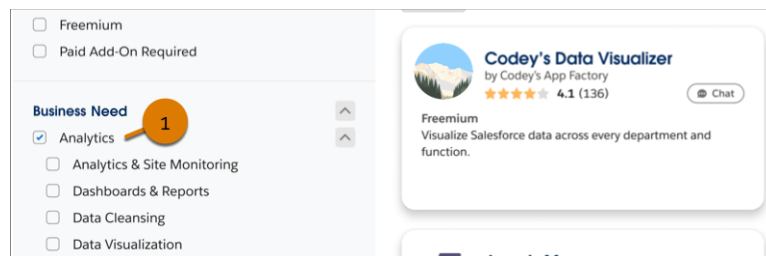 Freemium
Paid Add-On Required
Business Need
Analytics
1
Analytics & Site Monitoring
Dashboards & Reports
Data Cleansing
Data Visualization
Codey's Data Visualizer
by Codey's App Factory
4.1 (136)
Chat
Freemium
Visualize Salesforce data across every department and
function.